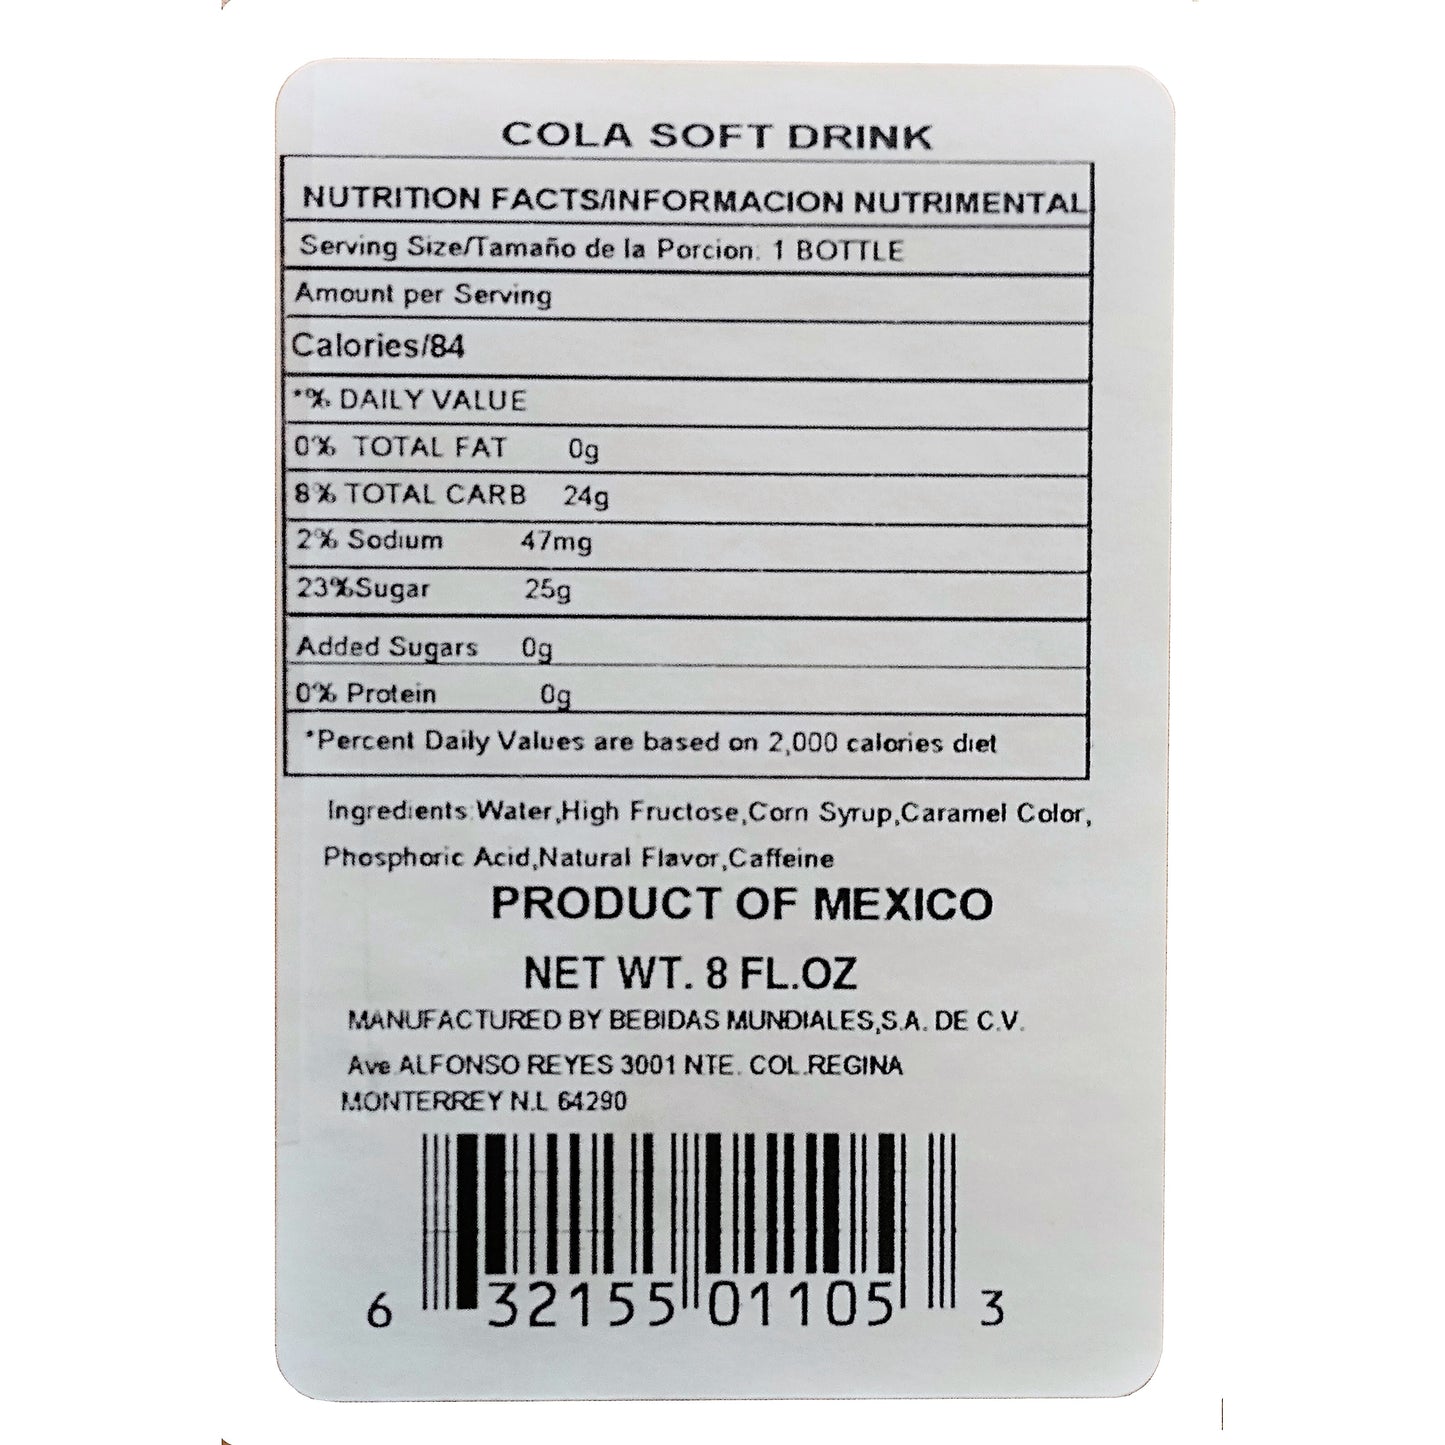 COLA SOFT DRINK
NUTRITION FACTS/INFORMACION NUTRIMENTAL
Serving Size/Tamaño de la Porcion: 1 BOTTLE
Amount per Serving
Calories/84
*% DAILY VALUE
0% TOTAL FAT 0g
8% TOTAL CARB 24g
2% Sodium 47mg
23%Sugar 25g
Added Sugars 0g
0% Protein 0g
*Percent Daily Values are based on 2,000 calories diet
Ingredients:Water,High Fructose,Corn Syrup,Caramel Color,
Phosphoric Acid,Natural Flavor,Caffeine
PRODUCT OF MEXICO
NET WT. 8 FL.OZ
MANUFACTURED BY BEBIDAS MUNDIALES,S.A. DE C.V.
Ave.ALFONSO REYES 3001 NTE. COL.REGINA
MONTERREY N.L 64290
6 32155 01105 3